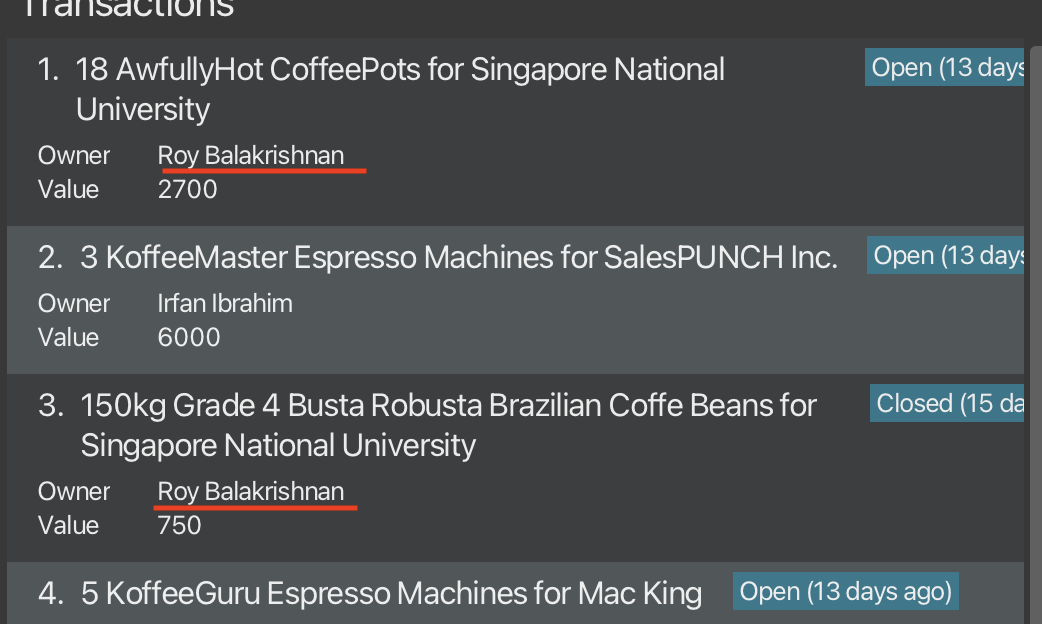 Transactions
1. 18 AwfullyHot CoffeePots for Singapore National
University
Open (13 days
Owner Roy Balakrishnan
Value 2700
2. 3 KoffeeMaster Espresso Machines for SalesPUNCH Inc.
Open (13 days
Owner Irfan Ibrahim
Value 6000
3. 150kg Grade 4 Busta Robusta Brazilian Coffe Beans for
Singapore National University
Closed (15 da
Owner Roy Balakrishnan
Value 750
4. 5 KoffeeGuru Espresso Machines for Mac King
Open (13 days ago)